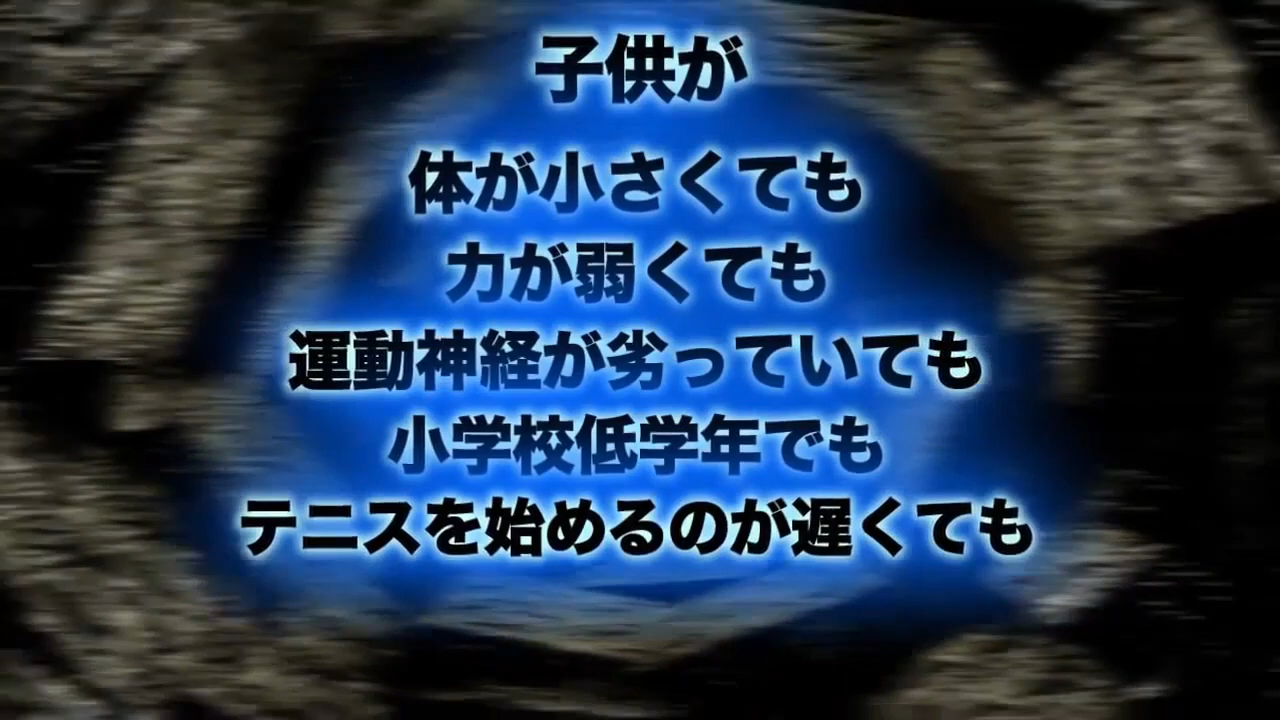 子供が
体が小さくても
力が弱くても
運動神経が劣っていても
小学校低学年でも
テニスを始めるのが遅くても